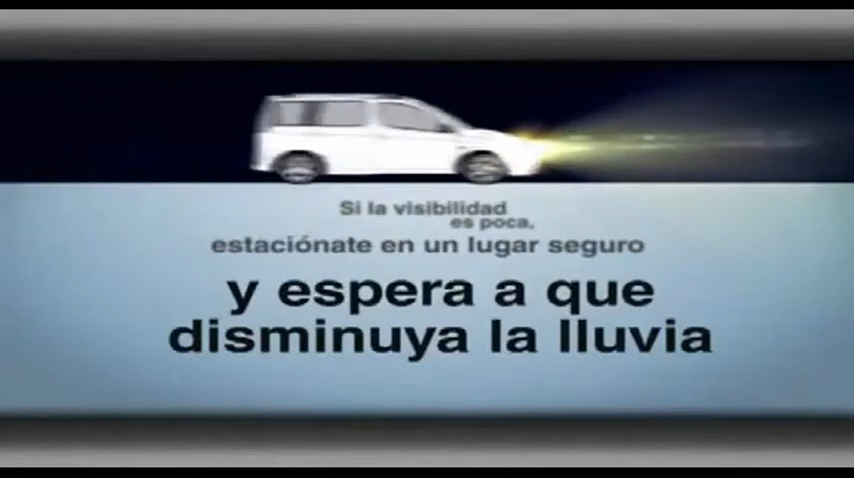 Si la visibilidad
es poca,
estaciónate en un lugar seguro
y espera a que
disminuya la lluvia